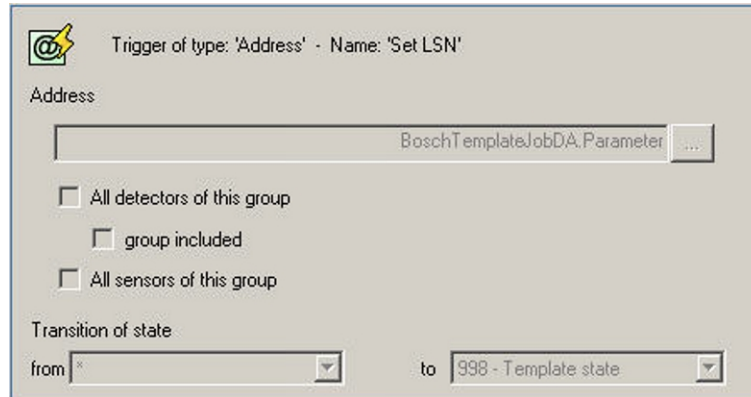 Trigger of type: 'Address' - Name: 'Set LSN'
Address
BoschTemplateJobDA.Parameter ...
All detectors of this group
group included
All sensors of this group
Transition of state
from * to 998 - Template state